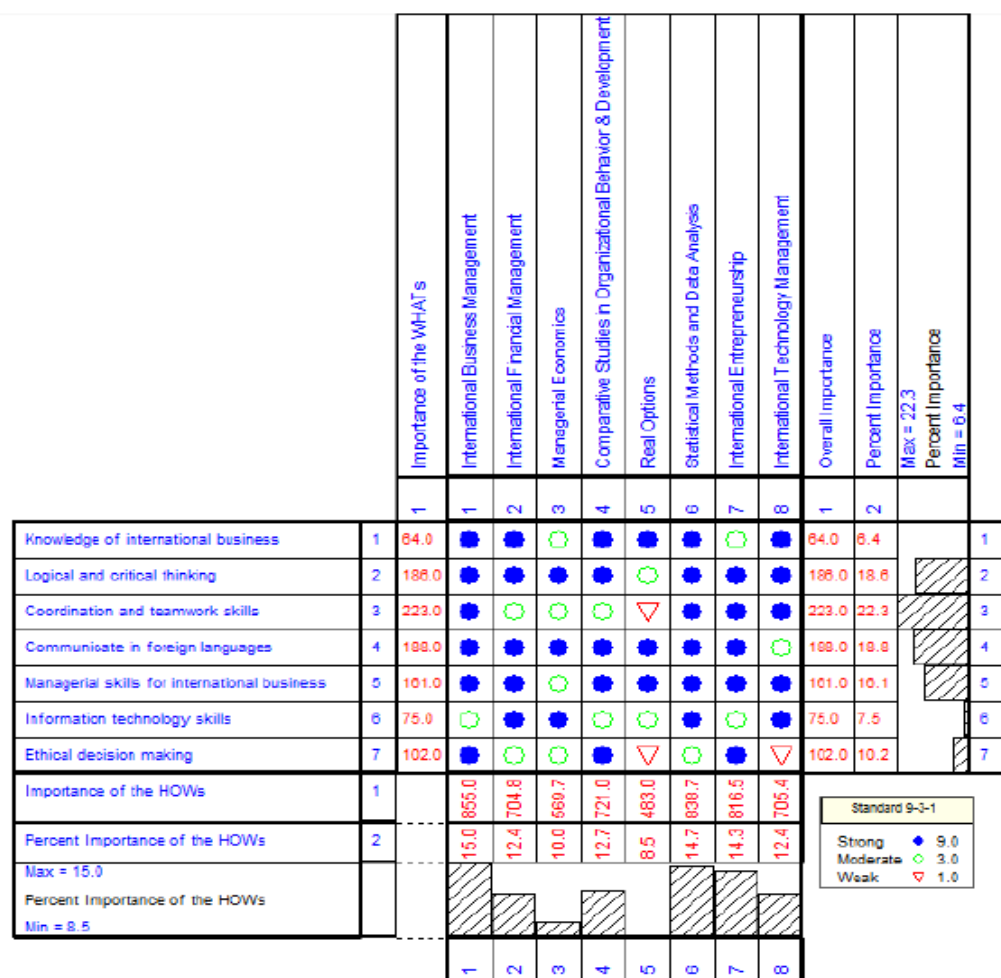 Importance of the WHATs
International Business Management
International Financial Management
Managerial Economics
Comparative Studies in Organizational Behavior & Development
Real Options
Statistical Methods and Data Analysis
International Entrepreneurship
International Technology Management
Overall Importance
Percent Importance
Max = 22.3
Percent Importance
Min = 6.4
1 1 2 3 4 5 6 7 8 1 2
Knowledge of international business 1 64.0 64.0 6.4 1
Logical and critical thinking 2 186.0 186.0 18.6 2
Coordination and teamwork skills 3 223.0 223.0 22.3 3
Communicate in foreign languages 4 188.0 188.0 18.8 4
Managerial skills for international business 5 161.0 161.0 16.1 5
Information technology skills 6 75.0 75.0 7.5 6
Ethical decision making 7 102.0 102.0 10.2 7
Importance of the HOWs 1 855.0 704.8 569.7 721.0 483.0 838.7 816.5 705.4
Percent Importance of the HOWs 2 15.0 12.4 10.0 12.7 8.5 14.7 14.3 12.4
Max = 15.0
Percent Importance of the HOWs
Min = 8.5
1 2 3 4 5 6 7 8
Standard 9-3-1
Strong 9.0
Moderate 3.0
Weak 1.0